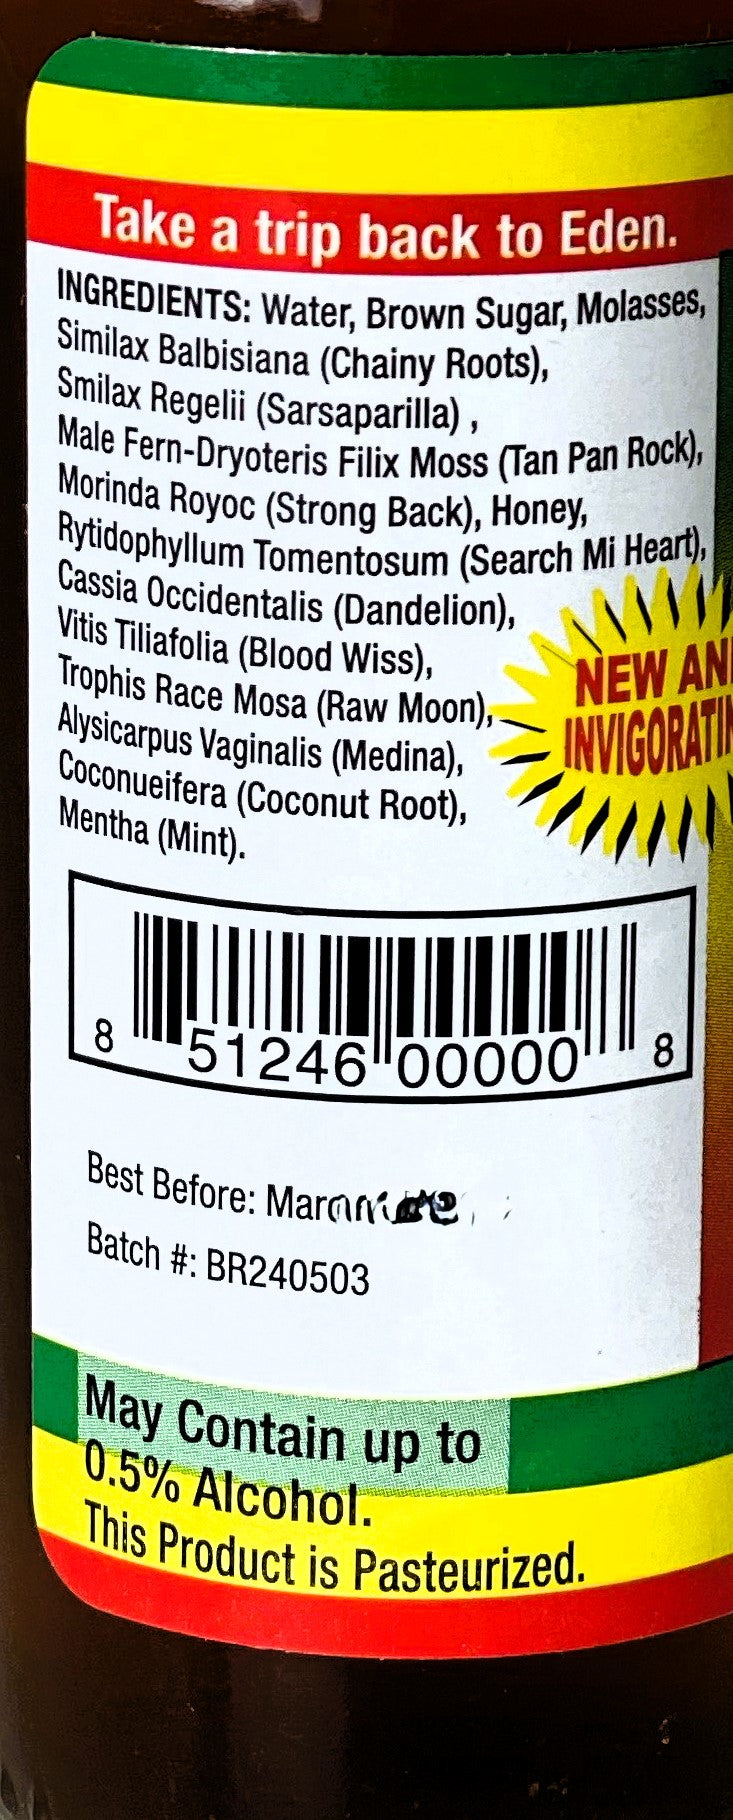 Take a trip back to Eden.
INGREDIENTS: Water, Brown Sugar, Molasses,
Similax Balbisiana (Chainy Roots),
Smilax Regelii (Sarsaparilla) ,
Male Fern-Dryoteris Filix Moss (Tan Pan Rock),
Morinda Royoc (Strong Back), Honey,
Rytidophyllum Tomentosum (Search Mi Heart),
Cassia Occidentalis (Dandelion),
Vitis Tiliafolia (Blood Wiss),
Trophis Race Mosa (Raw Moon),
Alysicarpus Vaginalis (Medina),
Coconueifera (Coconut Root),
Mentha (Mint).
NEW AN
INVIGORATIN
8 51246 00000 8
Best Before:
Batch #: BR240503
May Contain up to
0.5% Alcohol.
This Product is Pasteurized.